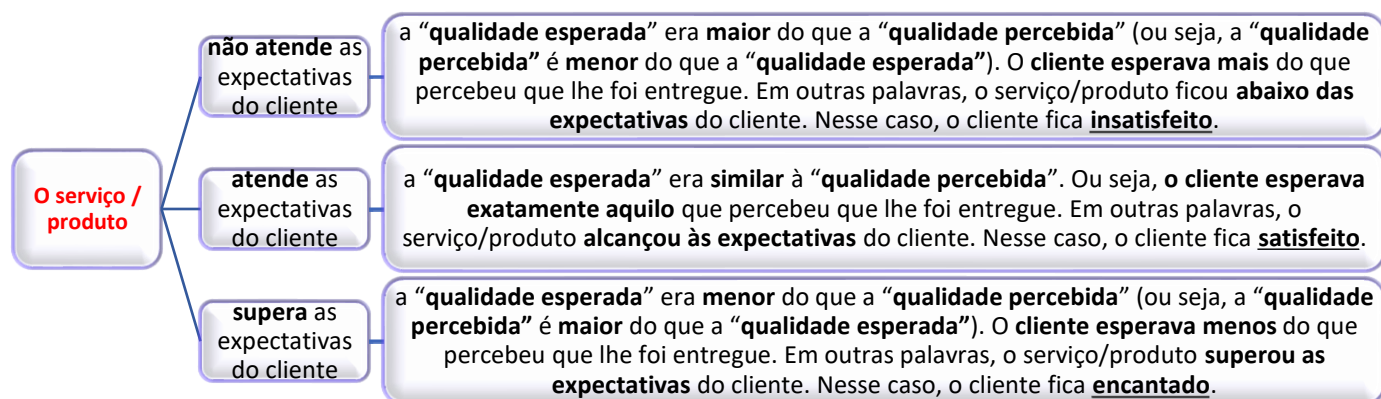 O serviço /
produto
não atende as
expectativas
do cliente
a “qualidade esperada” era maior do que a “qualidade percebida” (ou seja, a “qualidade
percebida” é menor do que a “qualidade esperada”). O cliente esperava mais do que
percebeu que lhe foi entregue. Em outras palavras, o serviço/produto ficou abaixo das
expectativas do cliente. Nesse caso, o cliente fica insatisfeito.
atende as
expectativas
do cliente
a “qualidade esperada” era similar à “qualidade percebida”. Ou seja, o cliente esperava
exatamente aquilo que percebeu que lhe foi entregue. Em outras palavras, o
serviço/produto alcançou às expectativas do cliente. Nesse caso, o cliente fica satisfeito.
supera as
expectativas
do cliente
a “qualidade esperada” era menor do que a “qualidade percebida” (ou seja, a “qualidade
percebida” é maior do que a “qualidade esperada”). O cliente esperava menos do que
percebeu que lhe foi entregue. Em outras palavras, o serviço/produto superou as
expectativas do cliente. Nesse caso, o cliente fica encantado.